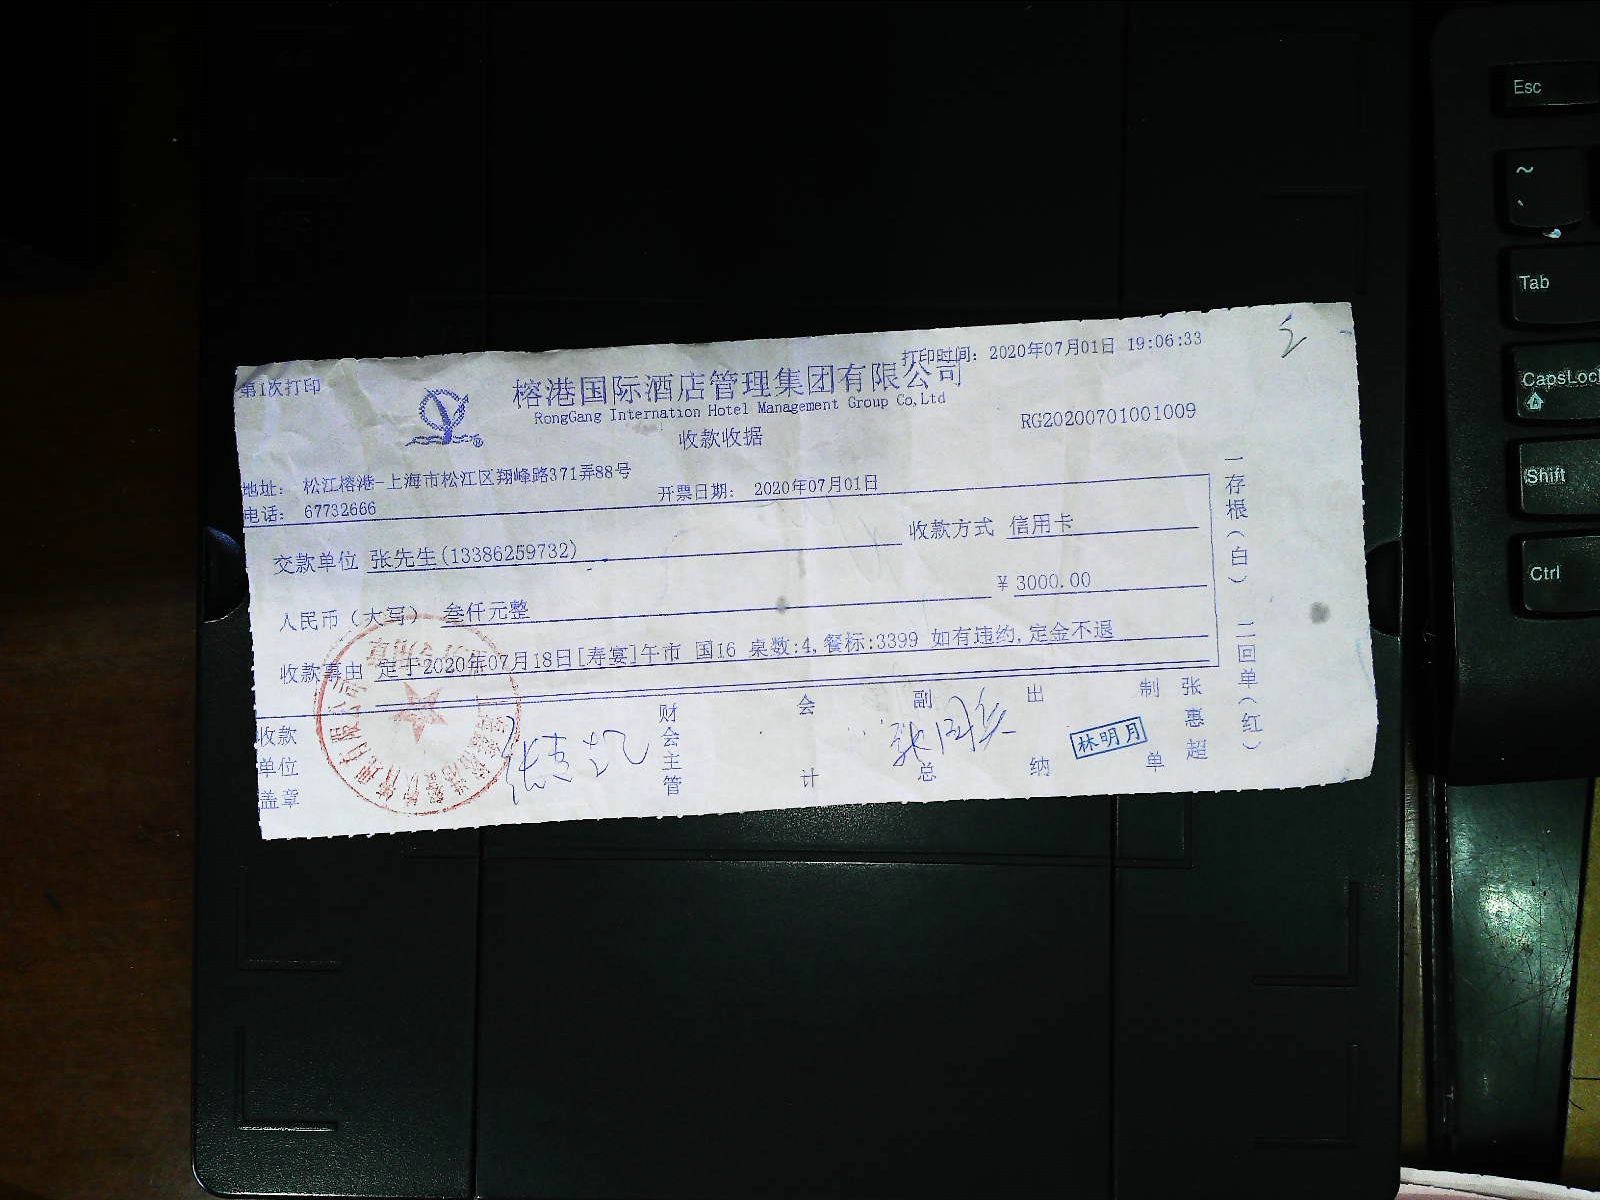 第1次打印
打印时间: 2020年07月01日 19:06:33
榕港国际酒店管理集团有限公司
RongGang Internation Hotel Management Group Co,Ltd
收款收据
RG20200701001009
地址: 松江榕港-上海市松江区翔峰路371弄88号
电话: 67732666
开票日期: 2020年07月01日
交款单位 张先生(13386259732)
收款方式 信用卡
人民币(大写) 叁仟元整
¥ 3000.00
收款事由 定于2020年07月18日[寿宴]午市 国16 桌数:4,餐标:3399 如有违约,定金不退
收款单位盖章
财会主管
会计
副总
出纳
林明月
制单
张惠超
一存根(白) 二回单(红)
Esc
~
Tab
CapsLoc
Shift
Ctrl